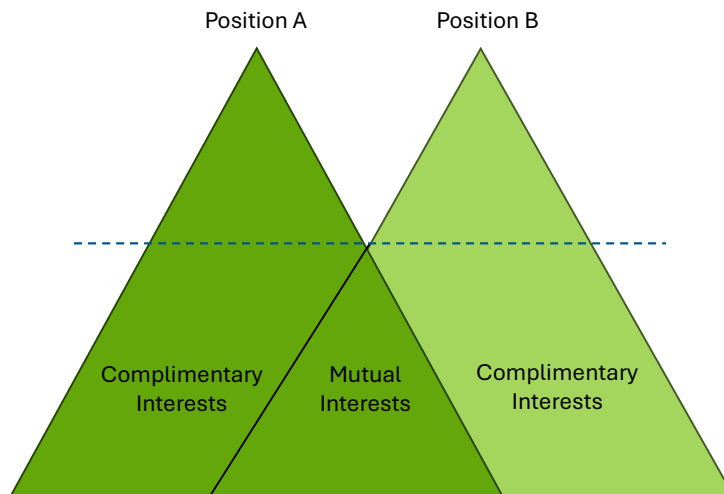 Position A
Position B
Complimentary
Interests
Mutual
Interests
Complimentary
Interests